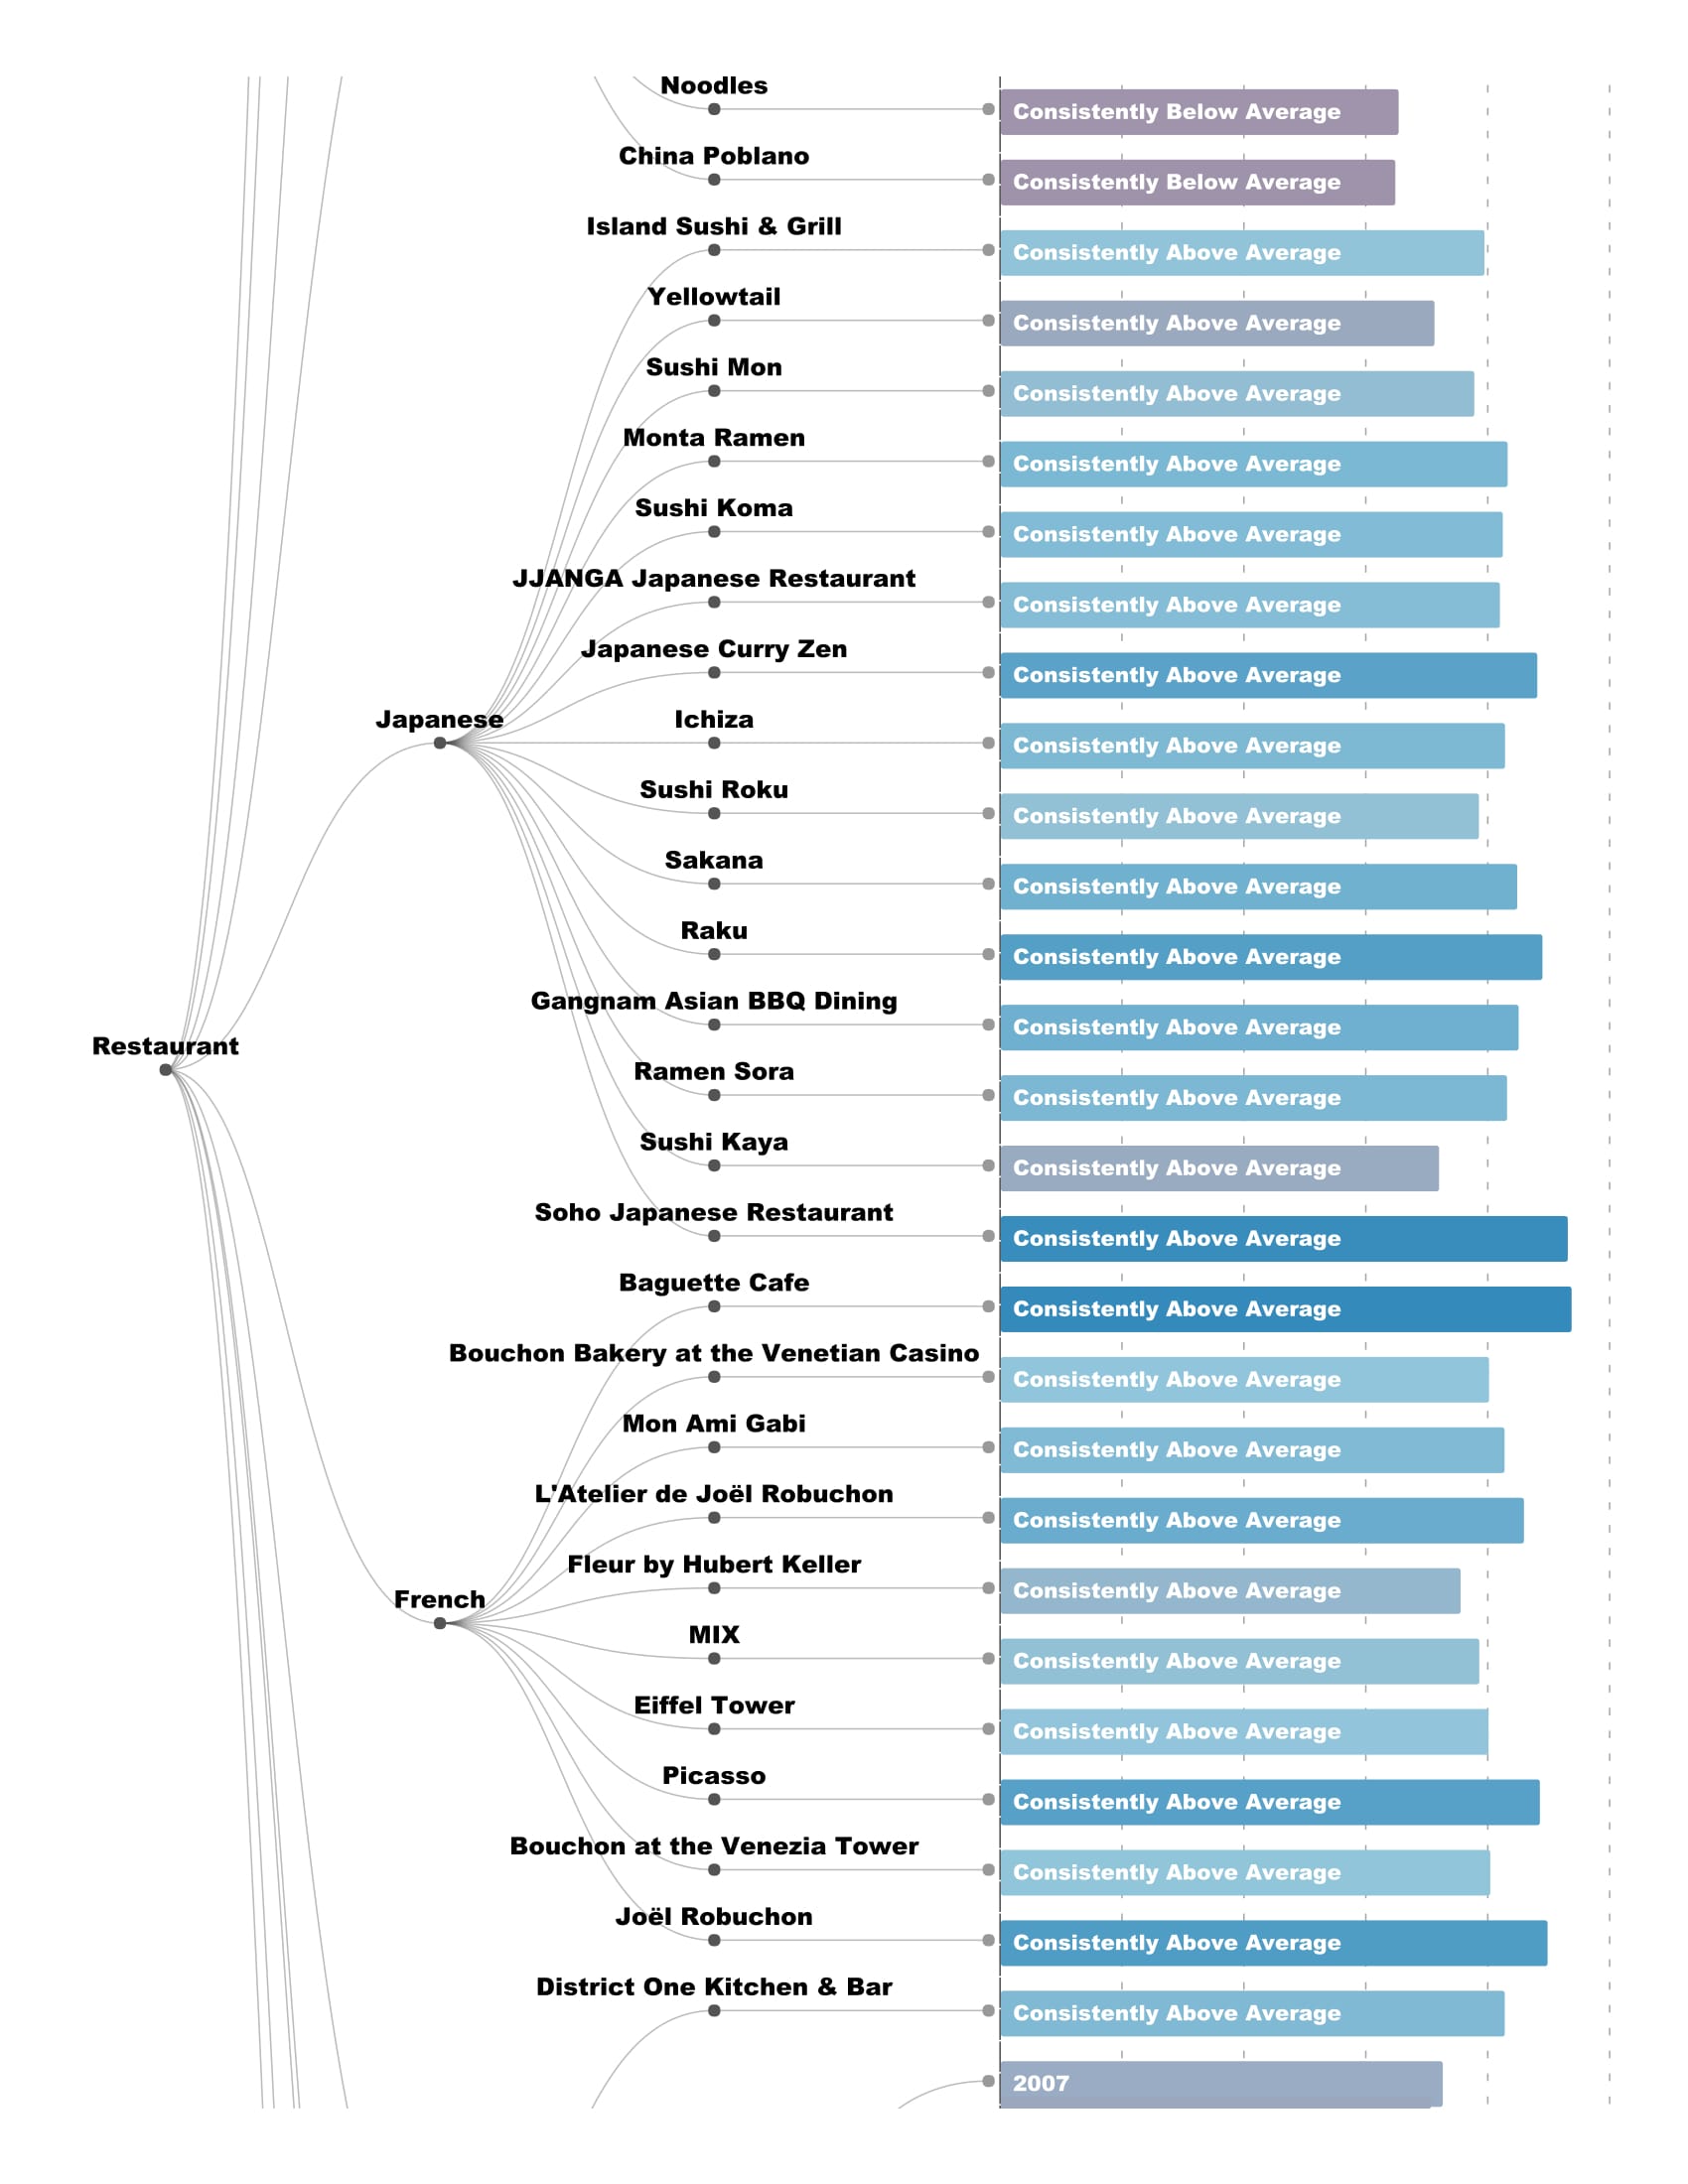 Noodles
Consistently Below Average
China Poblano
Consistently Below Average
Island Sushi & Grill
Consistently Above Average
Yellowtail
Consistently Above Average
Sushi Mon
Consistently Above Average
Monta Ramen
Consistently Above Average
Sushi Koma
Consistently Above Average
JJANGA Japanese Restaurant
Consistently Above Average
Japanese Curry Zen
Consistently Above Average
Japanese
Ichiza
Consistently Above Average
Sushi Roku
Consistently Above Average
Sakana
Consistently Above Average
Raku
Consistently Above Average
Gangnam Asian BBQ Dining
Consistently Above Average
Restaurant
Ramen Sora
Consistently Above Average
Sushi Kaya
Consistently Above Average
Soho Japanese Restaurant
Consistently Above Average
Baguette Cafe
Consistently Above Average
Bouchon Bakery at the Venetian Casino
Consistently Above Average
Mon Ami Gabi
Consistently Above Average
L'Atelier de Joël Robuchon
Consistently Above Average
Fleur by Hubert Keller
Consistently Above Average
French
MIX
Consistently Above Average
Eiffel Tower
Consistently Above Average
Picasso
Consistently Above Average
Bouchon at the Venezia Tower
Consistently Above Average
Joël Robuchon
Consistently Above Average
District One Kitchen & Bar
Consistently Above Average
2007